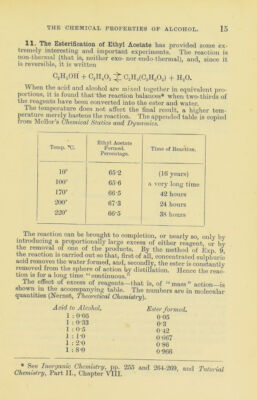 THE CHEMICAL PROPERTIES OF ALCOHOL. 15
11. The Esterification of Ethyl Acetate has provided some ex-
tremely interesting and important experiments. The reaction is
non-thermal (that is, neither exo- nor endo-thermal), and, since it
is reversible, it is written
C₂H₅OH + C₂H₄O₂ ⇄ C₂H₅(C₂H₃O₂) + H₂O.
When the acid and alcohol are mixed together in equivalent pro-
portions, it is found that the reaction balances* when two-thirds of
the reagents have been converted into the ester and water.
The temperature does not affect the final result, a higher tem-
perature merely hastens the reaction. The appended table is copied
from Mellor's Chemical Statics and Dynamics.
Temp. °C. Ethyl Acetate Formed. Percentage. Time of Reaction.
10° 65·2 (16 years)
100° 65·6 a very long time
170° 66·5 42 hours
200° 67·3 24 hours
220° 66·5 38 hours
The reaction can be brought to completion, or nearly so, only by
introducing a proportionally large excess of either reagent, or by
the removal of one of the products. By the method of Exp. 9,
the reaction is carried out so that, first of all, concentrated sulphuric
acid removes the water formed, and, secondly, the ester is constantly
removed from the sphere of action by distillation. Hence the reac-
tion is for a long time "continuous."
The effect of excess of reagents—that is, of "mass" action—is
shown in the accompanying table. The numbers are in molecular
quantities (Nernst, Theoretical Chemistry).
Acid to Alcohol. Ester formed.
1 : 0·05 0·05
1 : 0·33 0·3
1 : 0·5 0·42
1 : 1·0 0·667
1 : 2·0 0·86
1 : 8·0 0·966
* See Inorganic Chemistry, pp. 255 and 264-269, and Tutorial
Chemistry, Part II., Chapter VIII.